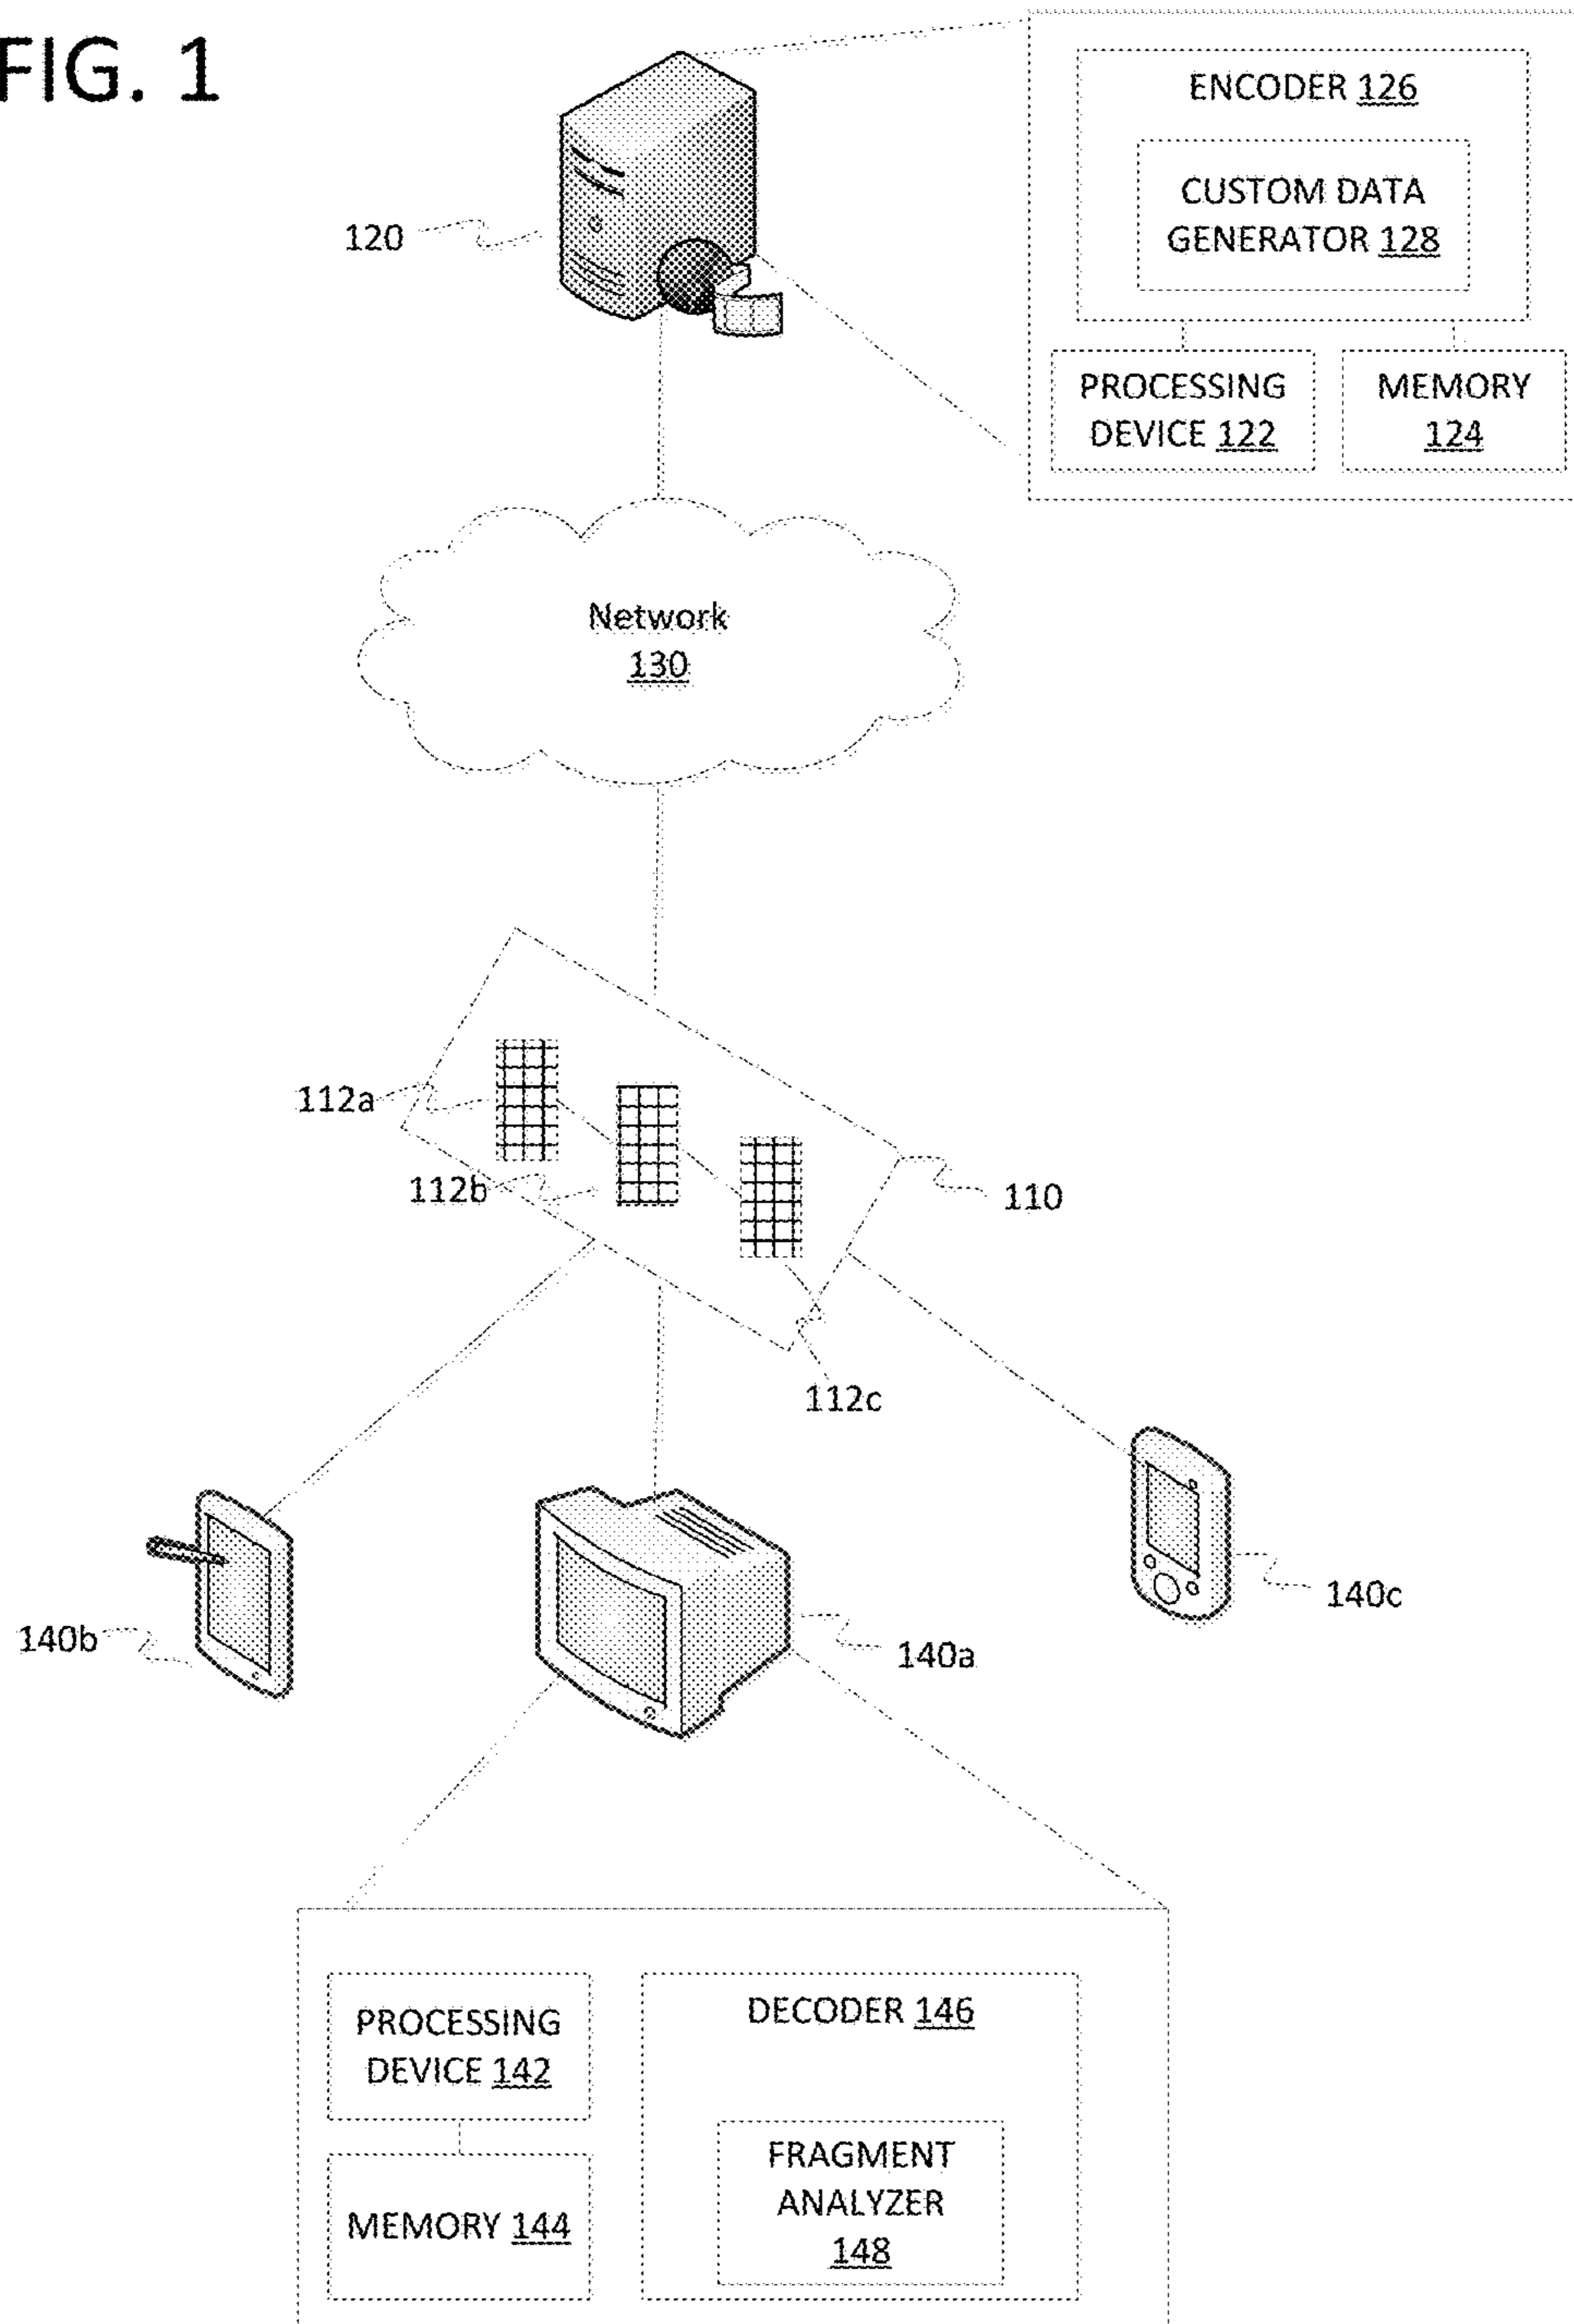 FIG. 1
ENCODER 126
CUSTOM DATA
GENERATOR 128
120
PROCESSING
DEVICE 122
MEMORY
124
Network
130
112a
112b
110
112c
140c
140b
140a
PROCESSING
DEVICE 142
DECODER 146
MEMORY 144
FRAGMENT
ANALYZER
148